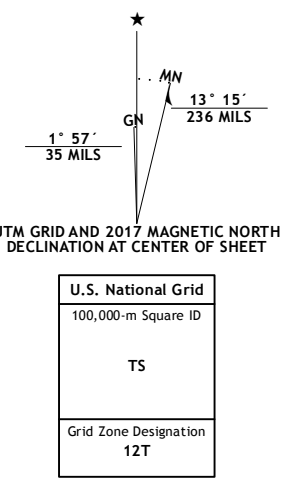 ★
MN
GN
13° 15´
236 MILS
1° 57´
35 MILS
UTM GRID AND 2017 MAGNETIC NORTH
DECLINATION AT CENTER OF SHEET
U.S. National Grid
100,000-m Square ID
TS
Grid Zone Designation
12T